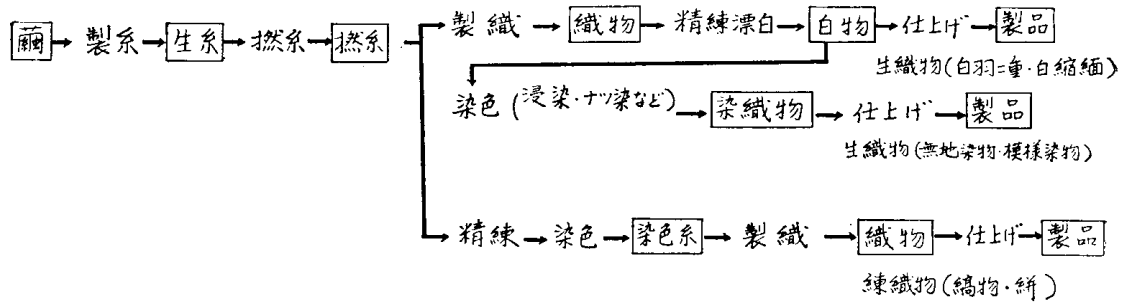 繭→製糸→生糸→撚糸→撚糸
製織→織物→精練漂白→白物→仕上げ→製品
生織物(白羽二重・白縮緬)
染色(浸染・ナツ染など)→染織物→仕上げ→製品
生織物(無地染物・模様染物)
精練→染色→染色糸→製織→織物→仕上げ→製品
練織物(縞物・絣)